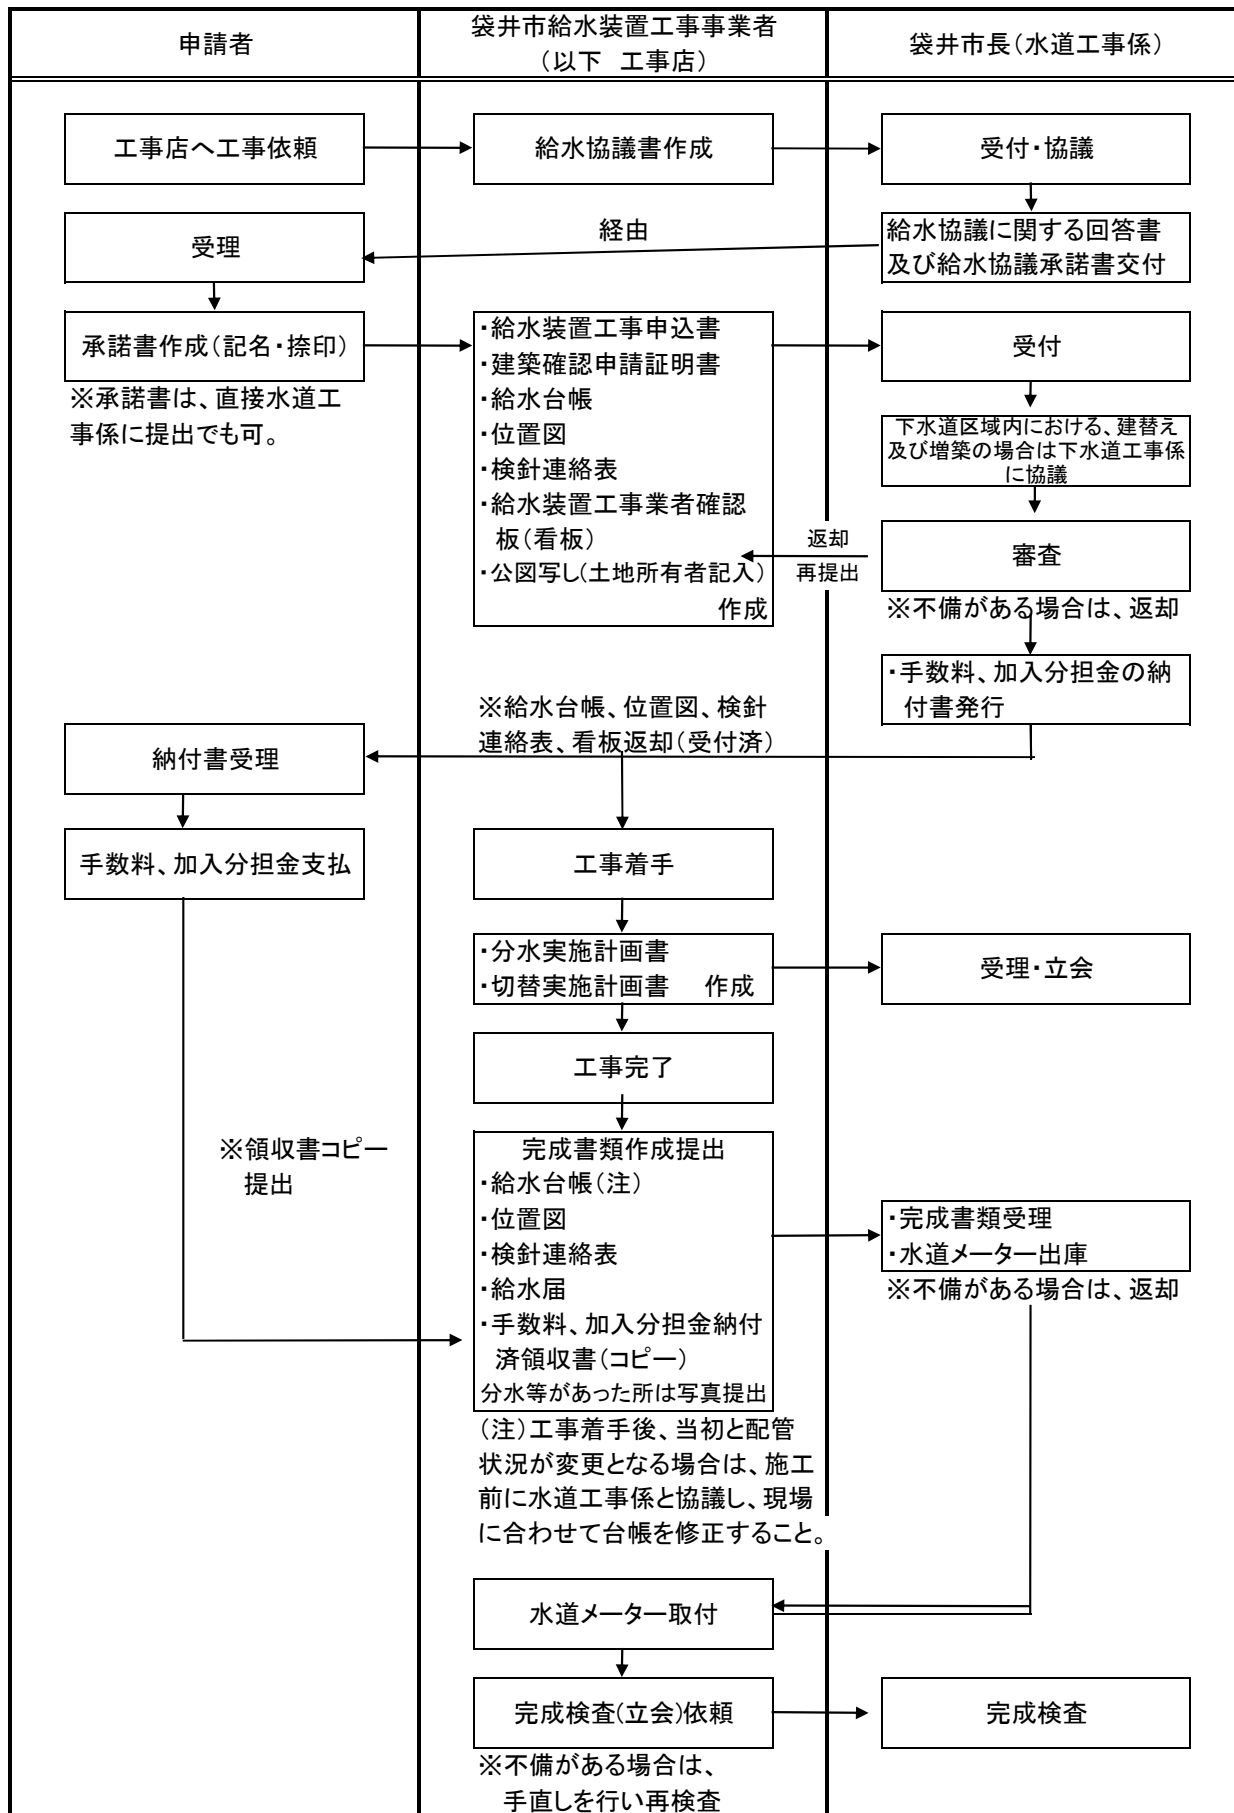 申請者
袋井市給水装置工事事業者
（以下　工事店）
袋井市長（水道工事係）
工事店へ工事依頼
給水協議書作成
受付・協議
経由
給水協議に関する回答書
及び給水協議承諾書交付
受理
承諾書作成（記名・捺印）
※承諾書は、直接水道工
事係に提出でも可。
・給水装置工事申込書
・建築確認申請証明書
・給水台帳
・位置図
・検針連絡表
・給水装置工事業者確認
板（看板）
・公図写し（土地所有者記入）
作成
受付
下水道区域内における、建替え
及び増築の場合は下水道工事係
に協議
返却
再提出
審査
※不備がある場合は、返却
・手数料、加入分担金の納
付書発行
※給水台帳、位置図、検針
連絡表、看板返却（受付済）
納付書受理
手数料、加入分担金支払
工事着手
・分水実施計画書
・切替実施計画書　作成
受理・立会
工事完了
※領収書コピー
提出
完成書類作成提出
・給水台帳（注）
・位置図
・検針連絡表
・給水届
・手数料、加入分担金納付
済領収書（コピー）
分水等があった所は写真提出
・完成書類受理
・水道メーター出庫
※不備がある場合は、返却
（注）工事着手後、当初と配管
状況が変更となる場合は、施工
前に水道工事係と協議し、現場
に合わせて台帳を修正すること。
水道メーター取付
完成検査（立会）依頼
完成検査
※不備がある場合は、
手直しを行い再検査